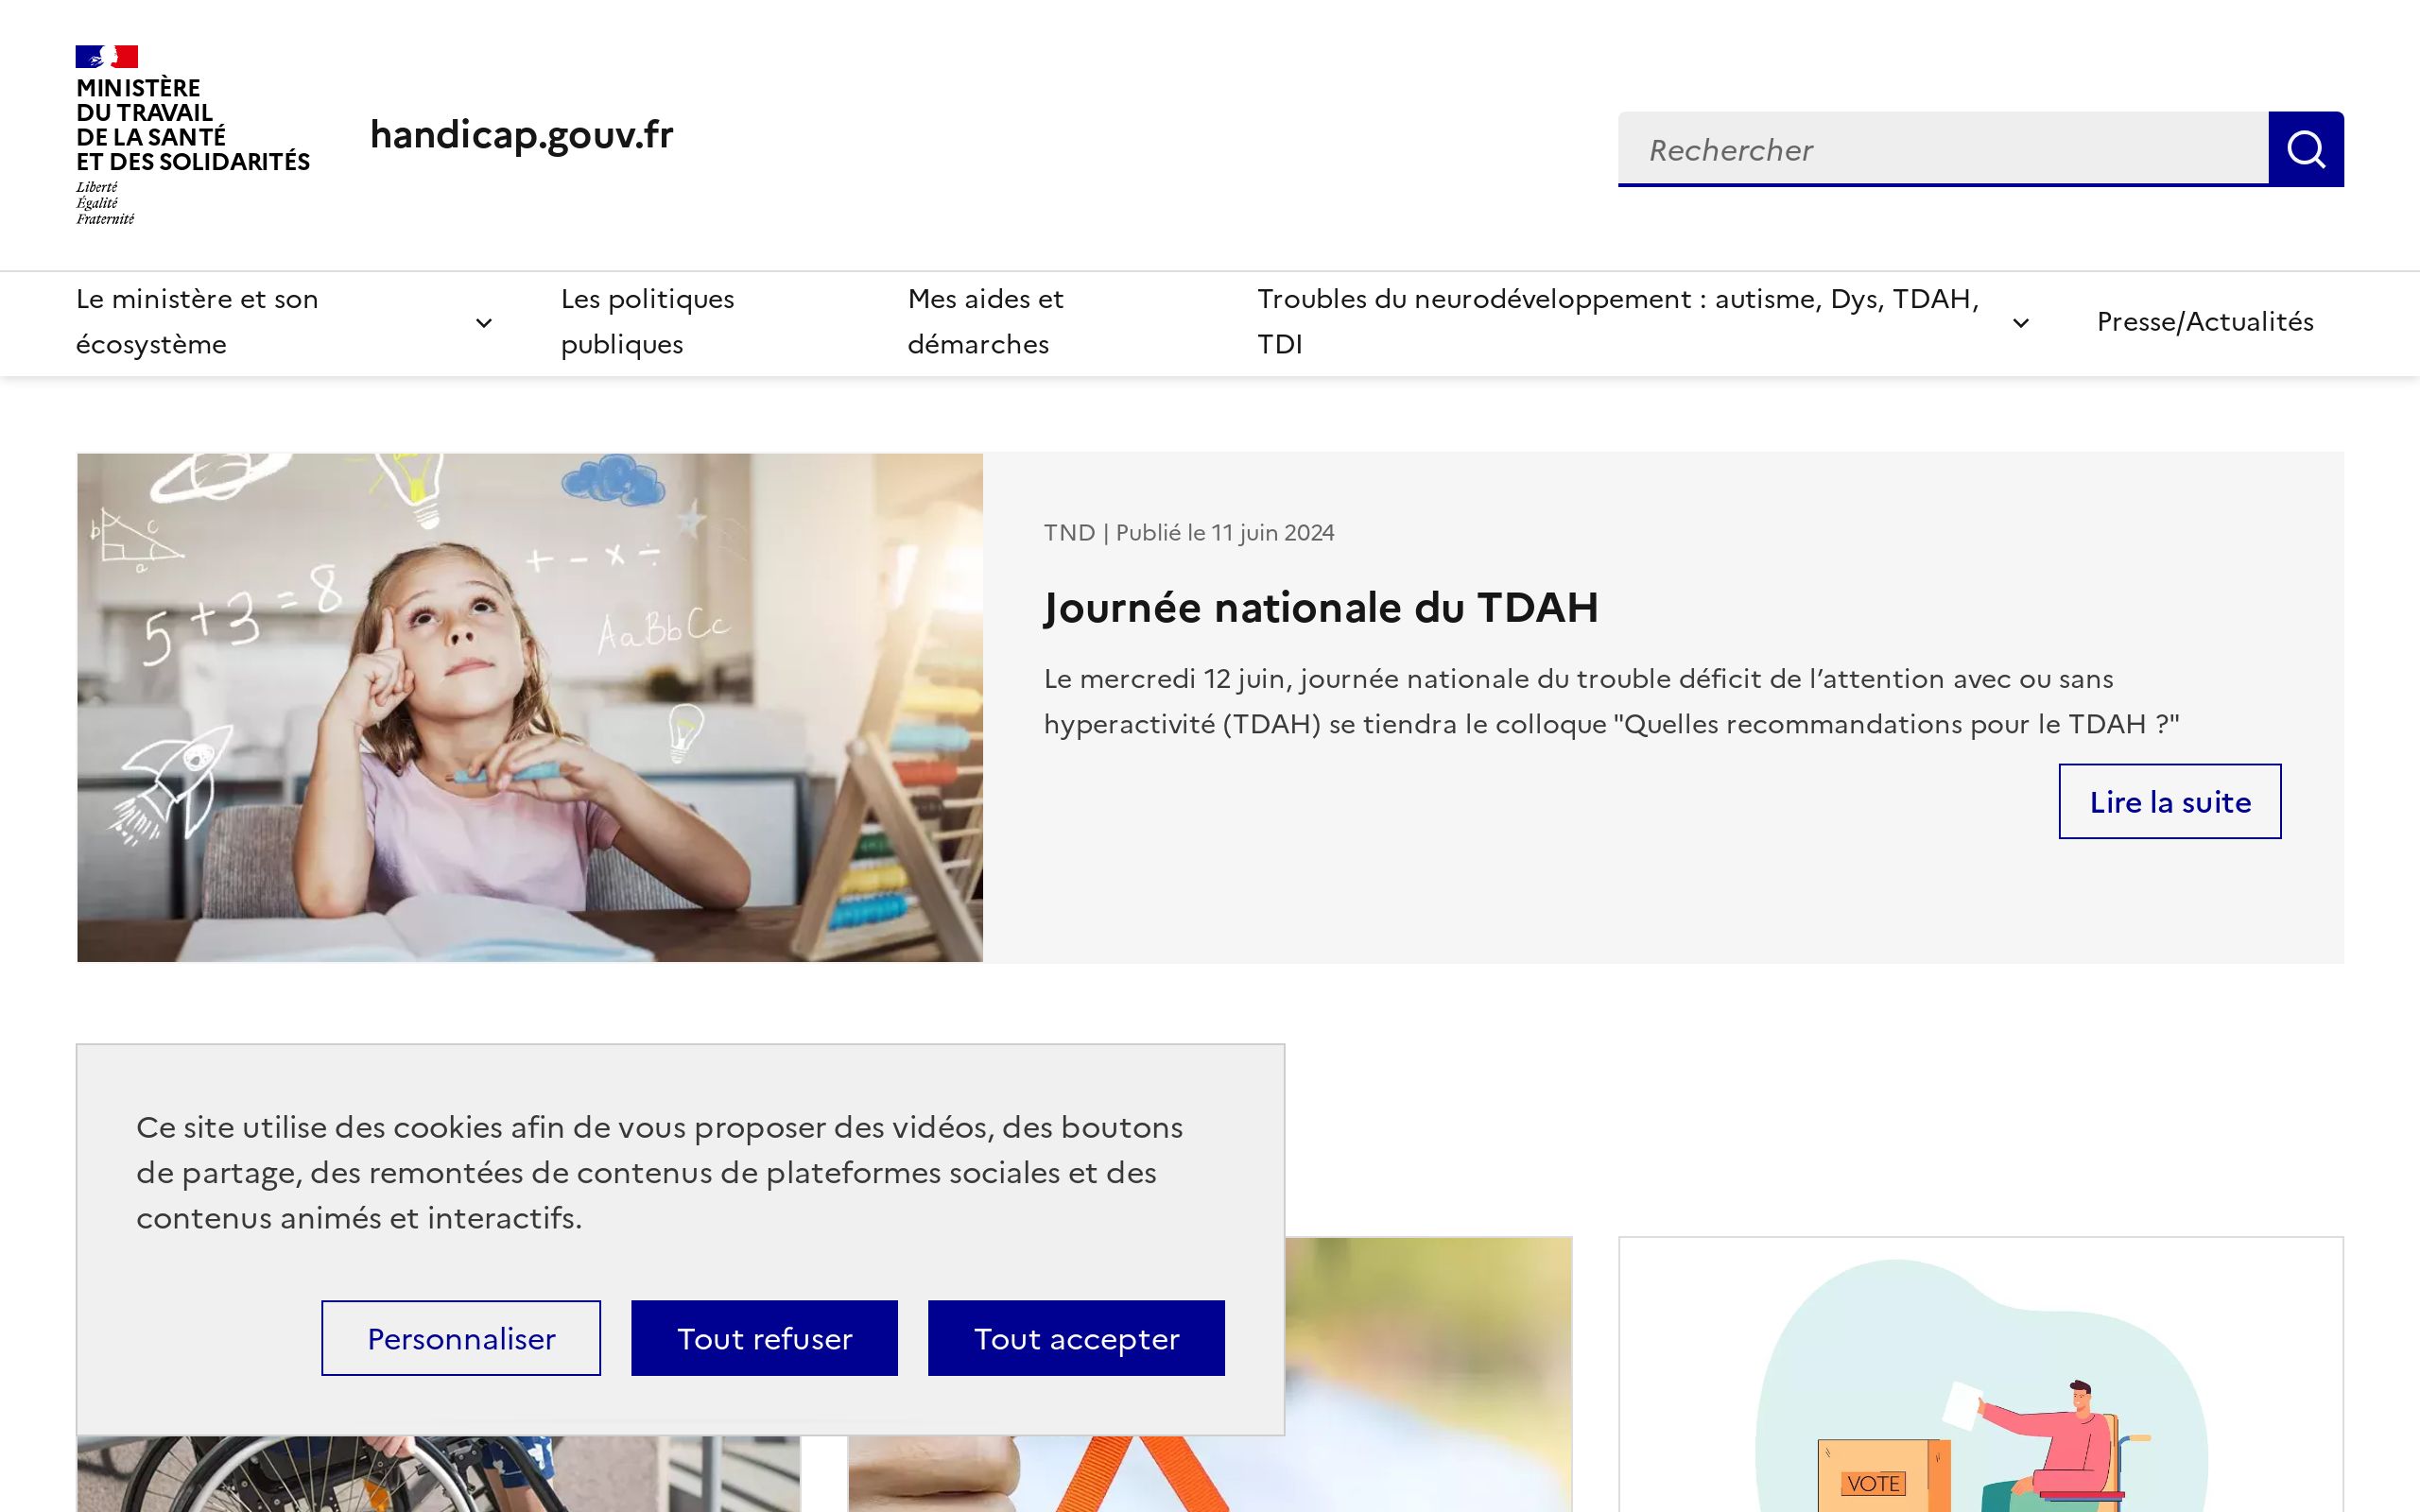 MINISTÈRE
DU TRAVAIL
DE LA SANTÉ
ET DES SOLIDARITÉS
Liberté
Égalité
Fraternité
handicap.gouv.fr
Rechercher
Le ministère et son
écosystème
Les politiques
publiques
Mes aides et
démarches
Troubles du neurodéveloppement : autisme, Dys, TDAH,
TDI
Presse/Actualités
b c
a
5 + 3 = 8
+ - × ÷
AaBbCc
TND | Publié le 11 juin 2024
Journée nationale du TDAH
Le mercredi 12 juin, journée nationale du trouble déficit de l’attention avec ou sans
hyperactivité (TDAH) se tiendra le colloque "Quelles recommandations pour le TDAH ?"
Lire la suite
Ce site utilise des cookies afin de vous proposer des vidéos, des boutons
de partage, des remontées de contenus de plateformes sociales et des
contenus animés et interactifs.
Personnaliser
Tout refuser
Tout accepter
VOTE